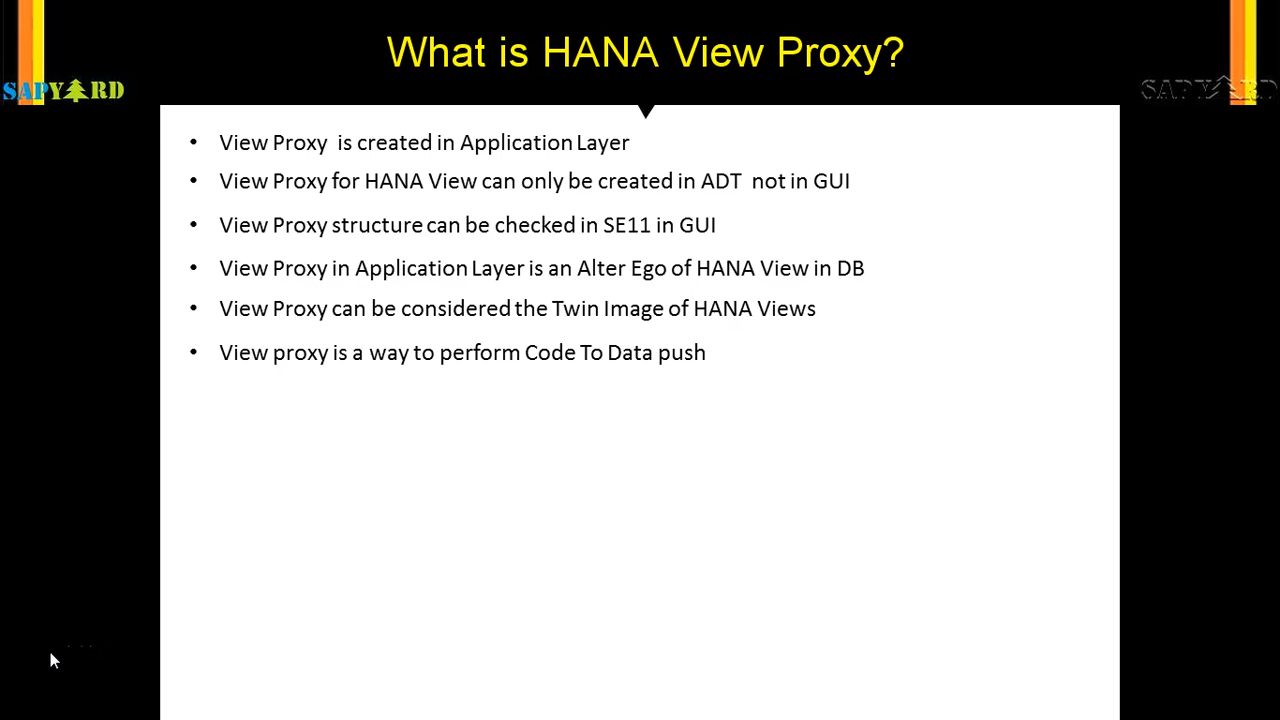 What is HANA View Proxy?
SAPYARD
SAPYARD
• View Proxy is created in Application Layer
• View Proxy for HANA View can only be created in ADT not in GUI
• View Proxy structure can be checked in SE11 in GUI
• View Proxy in Application Layer is an Alter Ego of HANA View in DB
• View Proxy can be considered the Twin Image of HANA Views
• View proxy is a way to perform Code To Data push